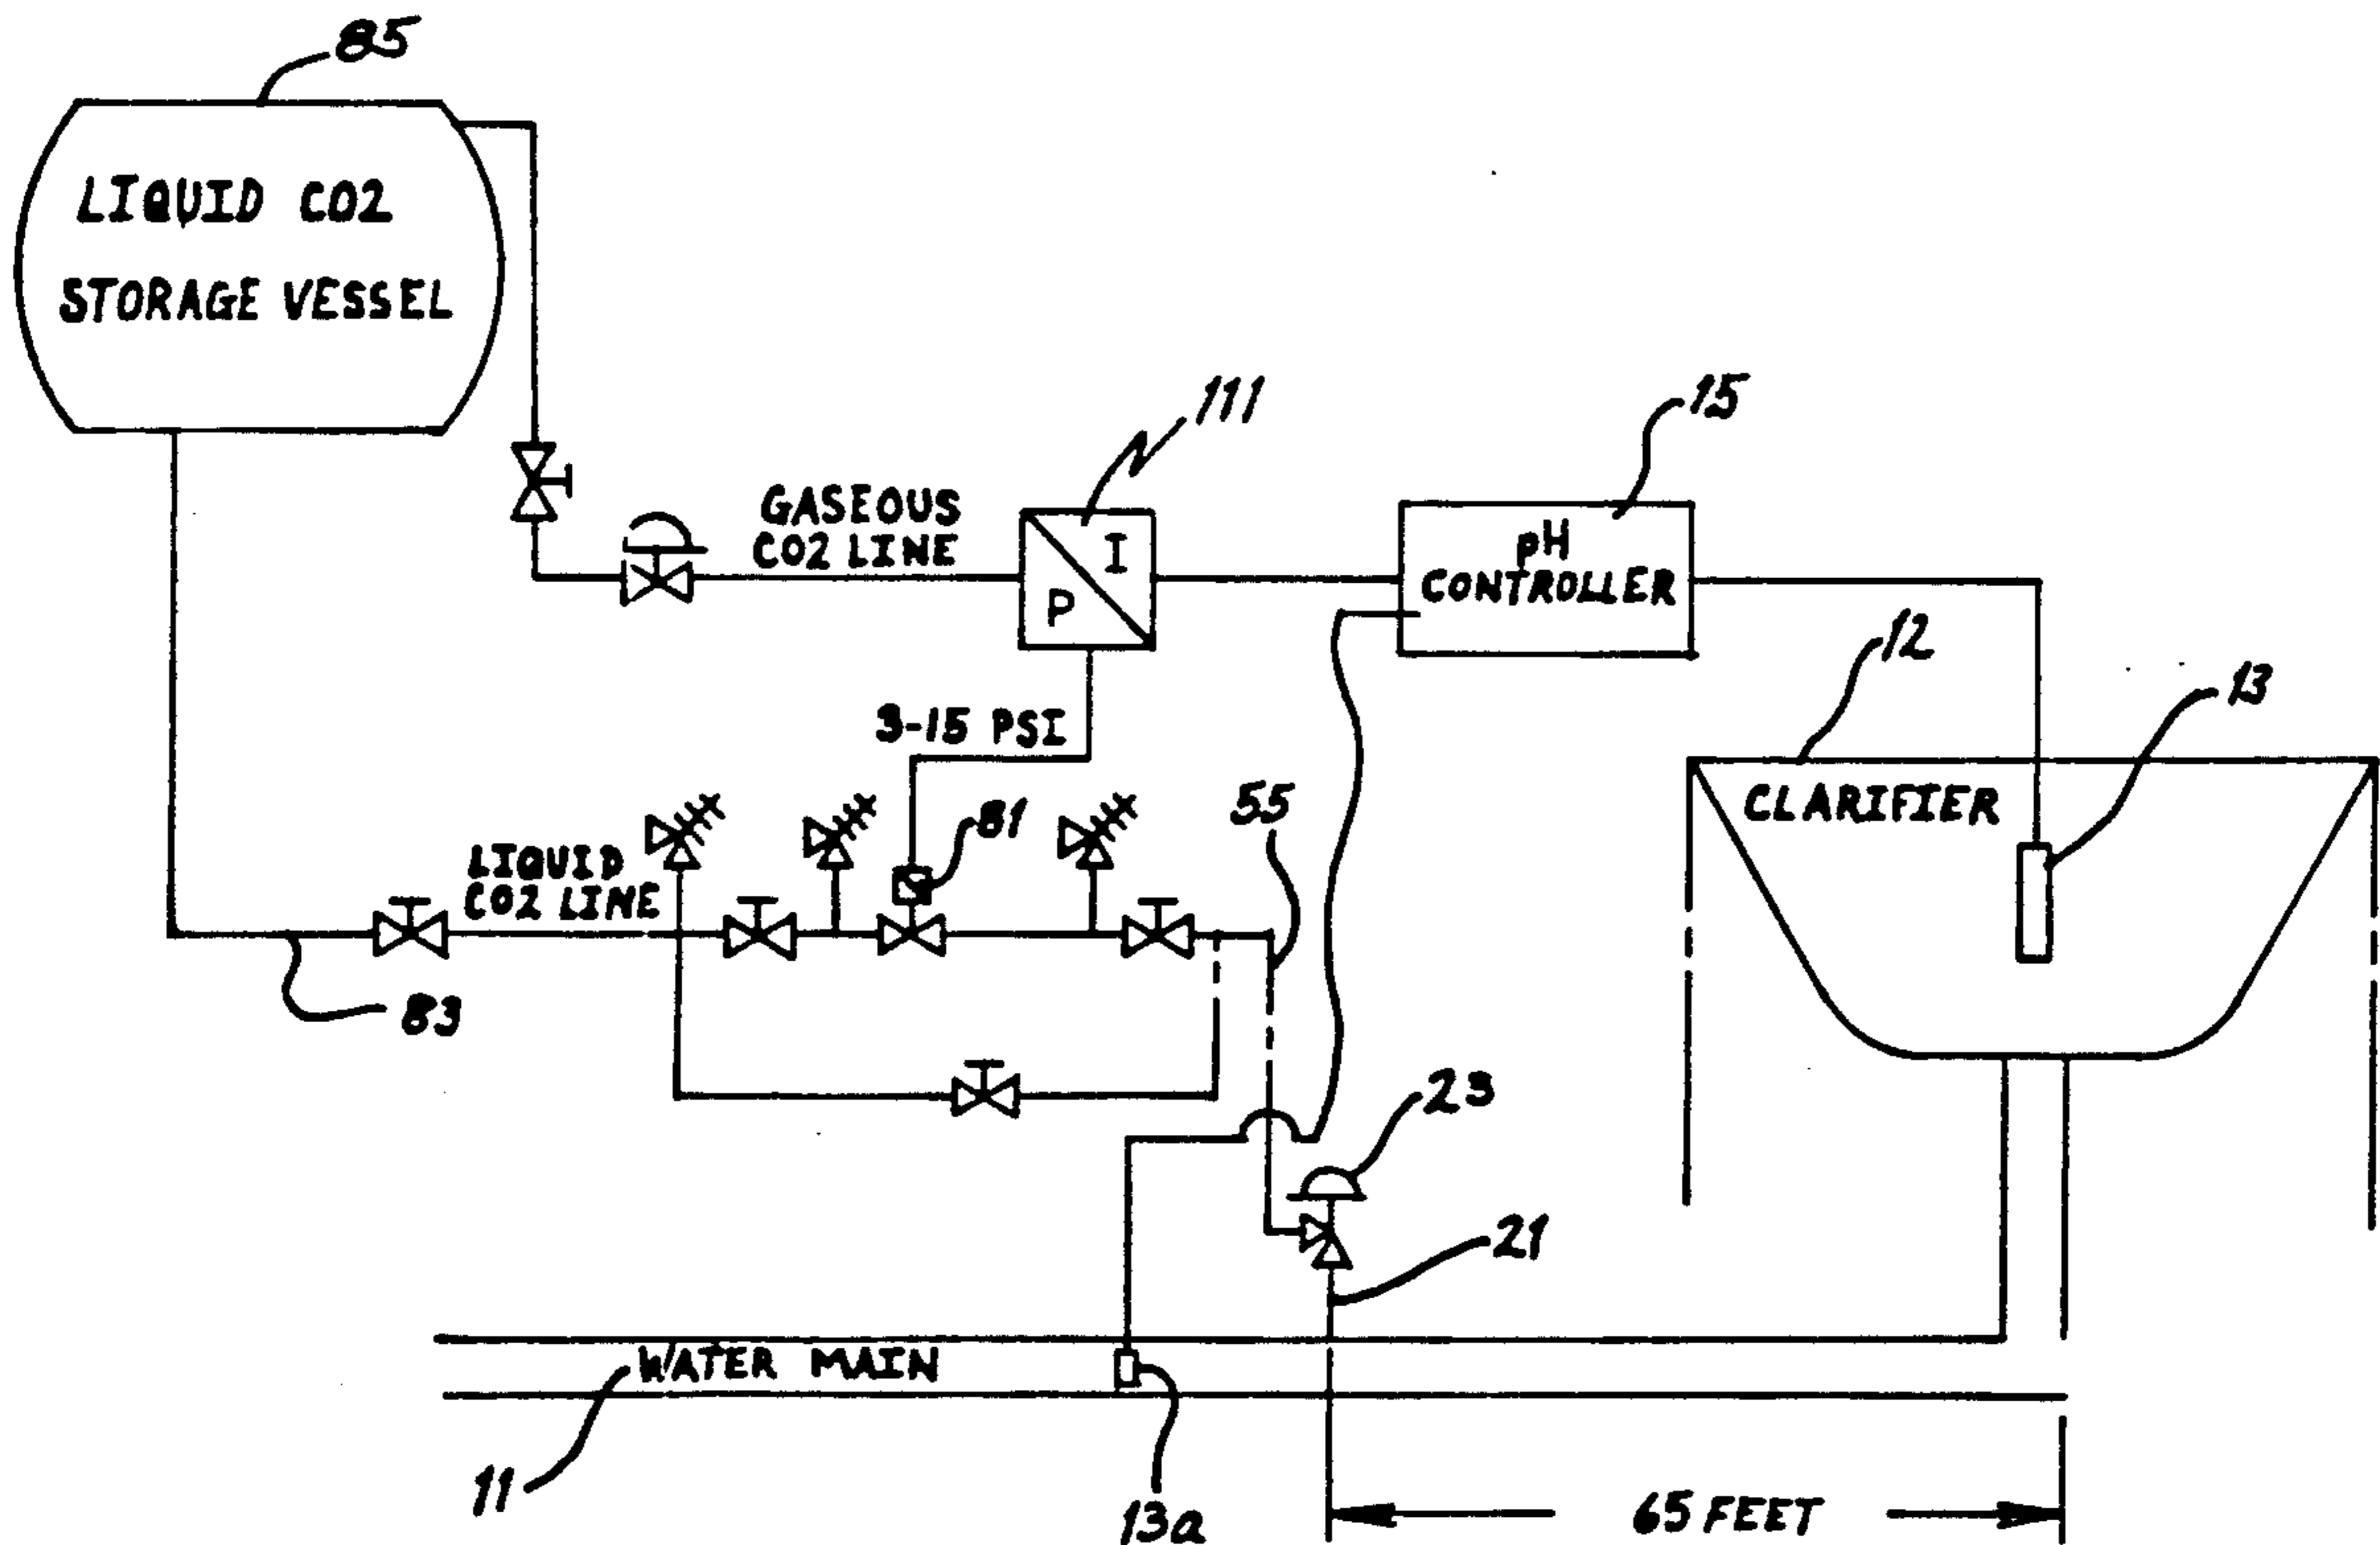 85
LIQUID CO2
STORAGE VESSEL
111
15
GASEOUS
CO2 LINE
I
P
pH
CONTROLLER
12
13
3-15 PSI
55
81
CLARIFIER
LIQUID
CO2 LINE
83
23
21
WATER MAIN
11
13a
65 FEET